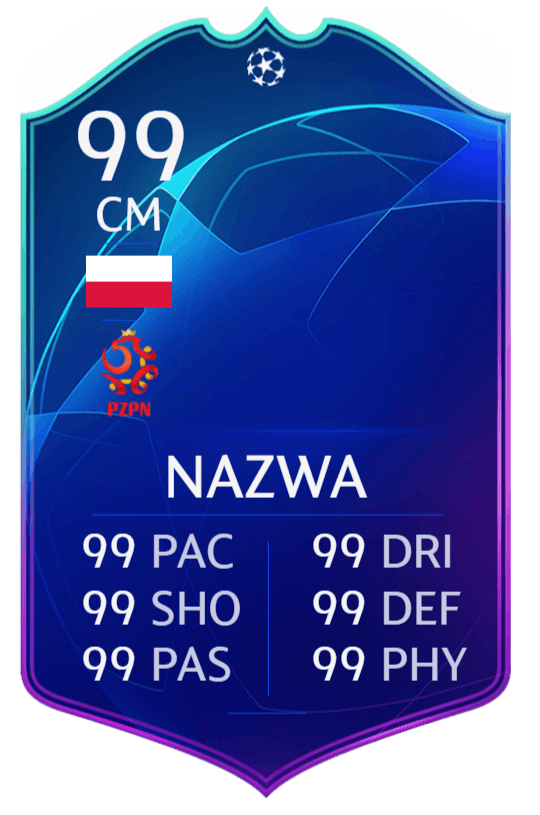 99
CM
PZPN
NAZWA
99 PAC 99 DRI
99 SHO 99 DEF
99 PAS 99 PHY